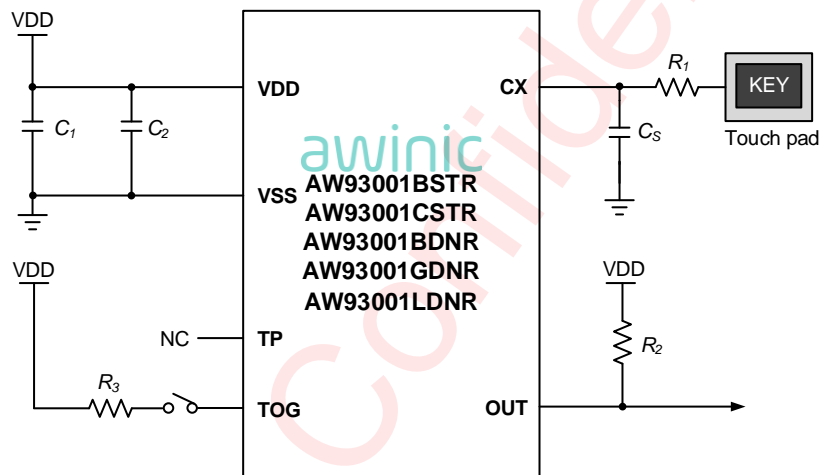 VDD
VDD
C1
C2
VSS
CX
R1
KEY
Touch pad
CS
awinic
AW93001BSTR
AW93001CSTR
AW93001BDNR
AW93001GDNR
AW93001LDNR
VDD
NC
TP
R3
TOG
VDD
R2
OUT